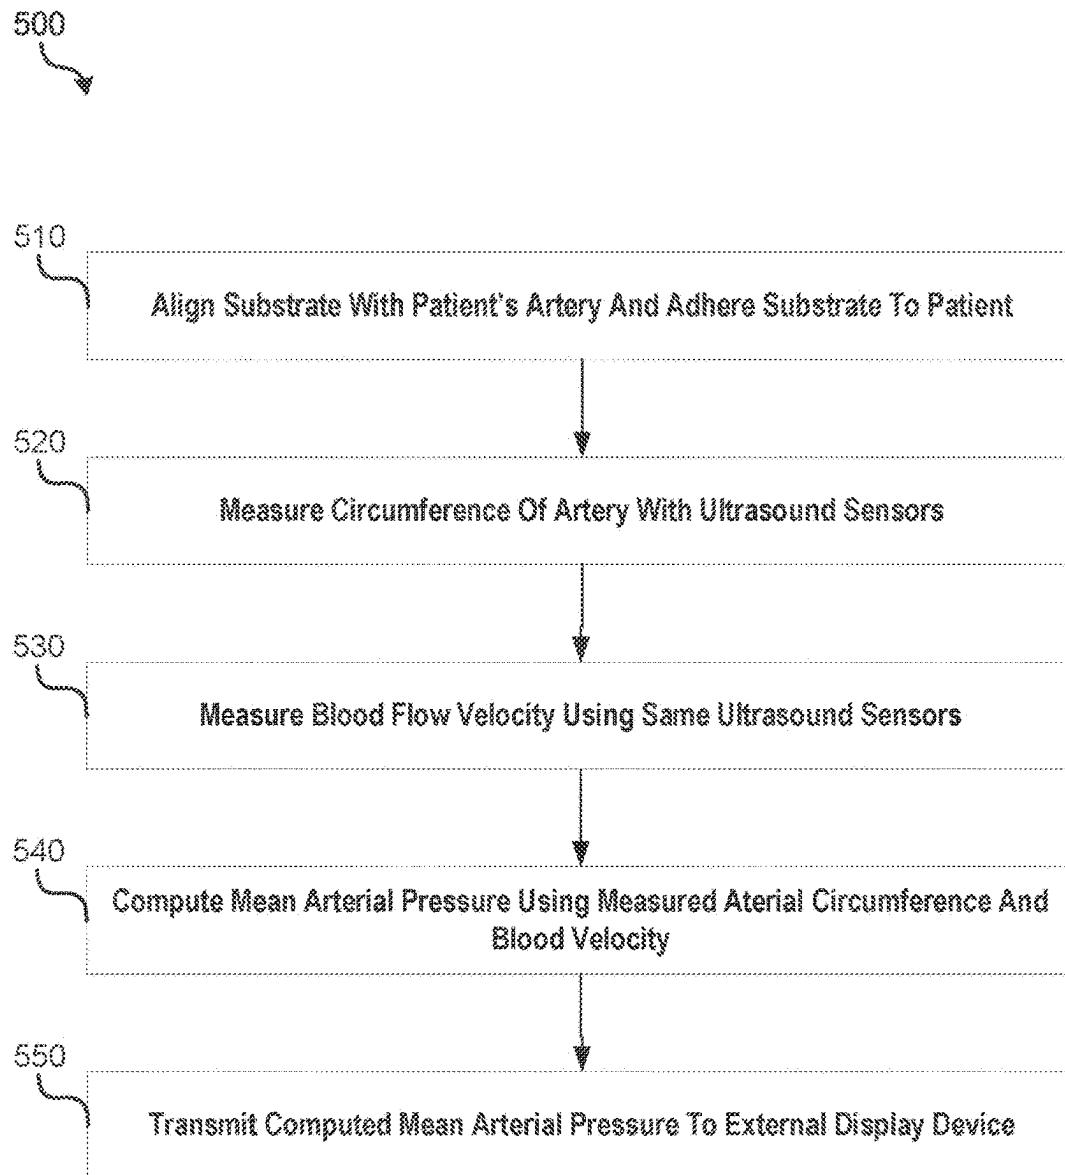 500
510
Align Substrate With Patient's Artery And Adhere Substrate To Patient
520
Measure Circumference Of Artery With Ultrasound Sensors
530
Measure Blood Flow Velocity Using Same Ultrasound Sensors
540
Compute Mean Arterial Pressure Using Measured Aterial Circumference And
Blood Velocity
550
Transmit Computed Mean Arterial Pressure To External Display Device